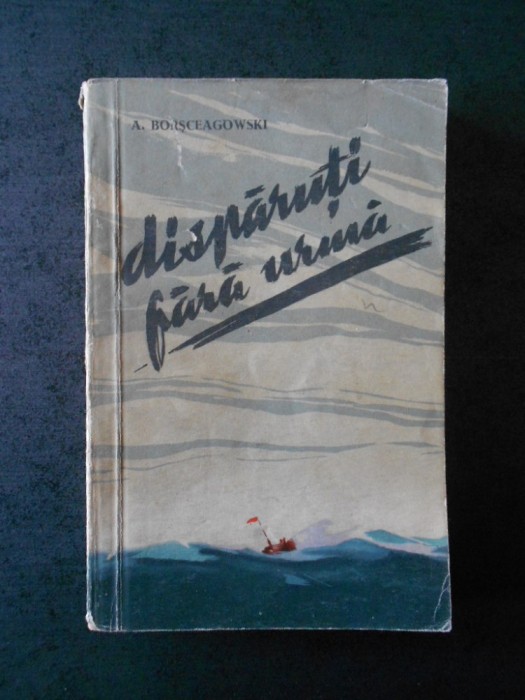 A. BORȘCEAGOWSKI
dispăruți
fără urmă